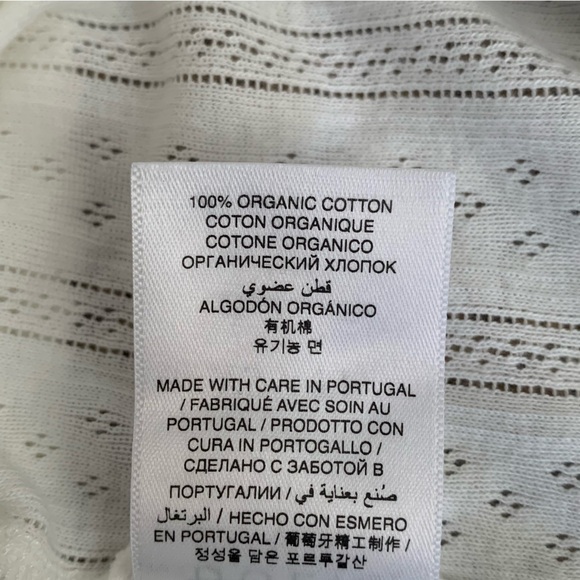 100% ORGANIC COTTON
COTON ORGANIQUE
COTONE ORGANICO
ОРГАНИЧЕСКИЙ ХЛОПОК
قطن عضوي
ALGODÓN ORGÁNICO
有机棉
유기농 면
MADE WITH CARE IN PORTUGAL
/ FABRIQUÉ AVEC SOIN AU
PORTUGAL / PRODOTTO CON
CURA IN PORTOGALLO /
СДЕЛАНО С ЗАБОТОЙ В
ПОРТУГАЛИИ / صُنع بعناية في
البرتغال / HECHO CON ESMERO
EN PORTUGAL / 葡萄牙精工制作 /
정성을 담은 포르투갈산